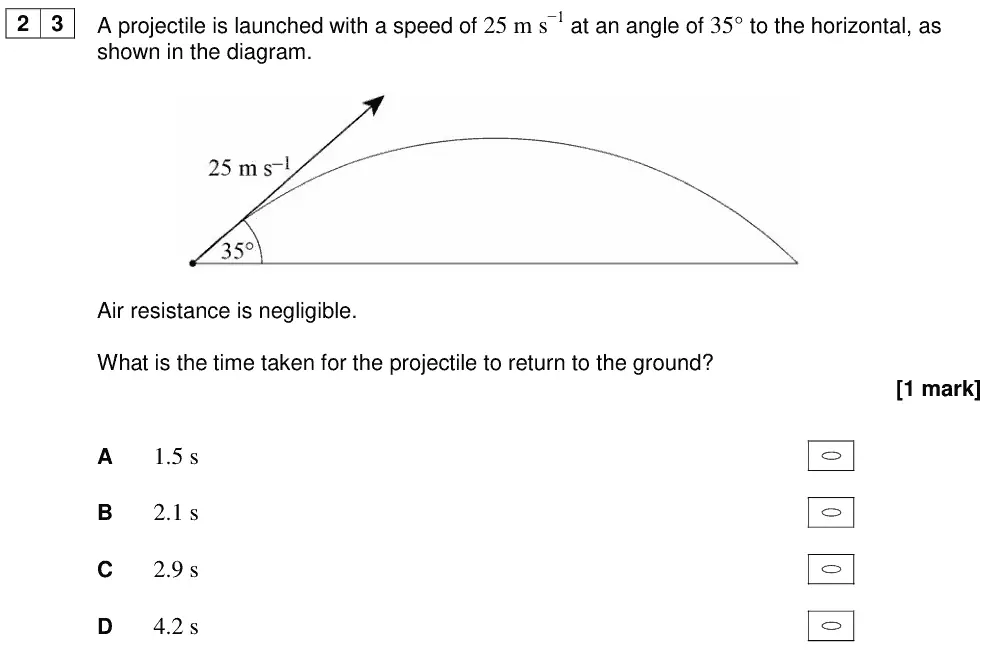 2 3 A projectile is launched with a speed of 25 m s⁻¹ at an angle of 35° to the horizontal, as
shown in the diagram.
25 m s⁻¹
35°
Air resistance is negligible.
What is the time taken for the projectile to return to the ground?
[1 mark]
A 1.5 s
B 2.1 s
C 2.9 s
D 4.2 s